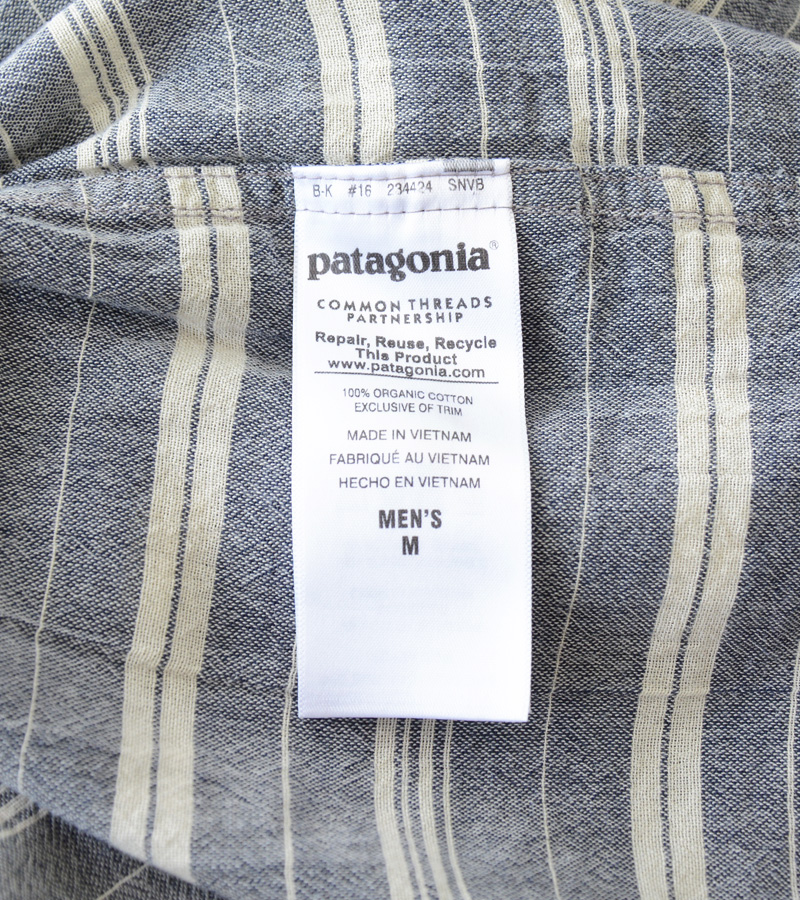 B-K #16 234424 SNVB
patagonia®
COMMON THREADS
PARTNERSHIP
Repair, Reuse, Recycle
This Product
www.patagonia.com
100% ORGANIC COTTON
EXCLUSIVE OF TRIM
MADE IN VIETNAM
FABRIQUÉ AU VIETNAM
HECHO EN VIETNAM
MEN'S
M